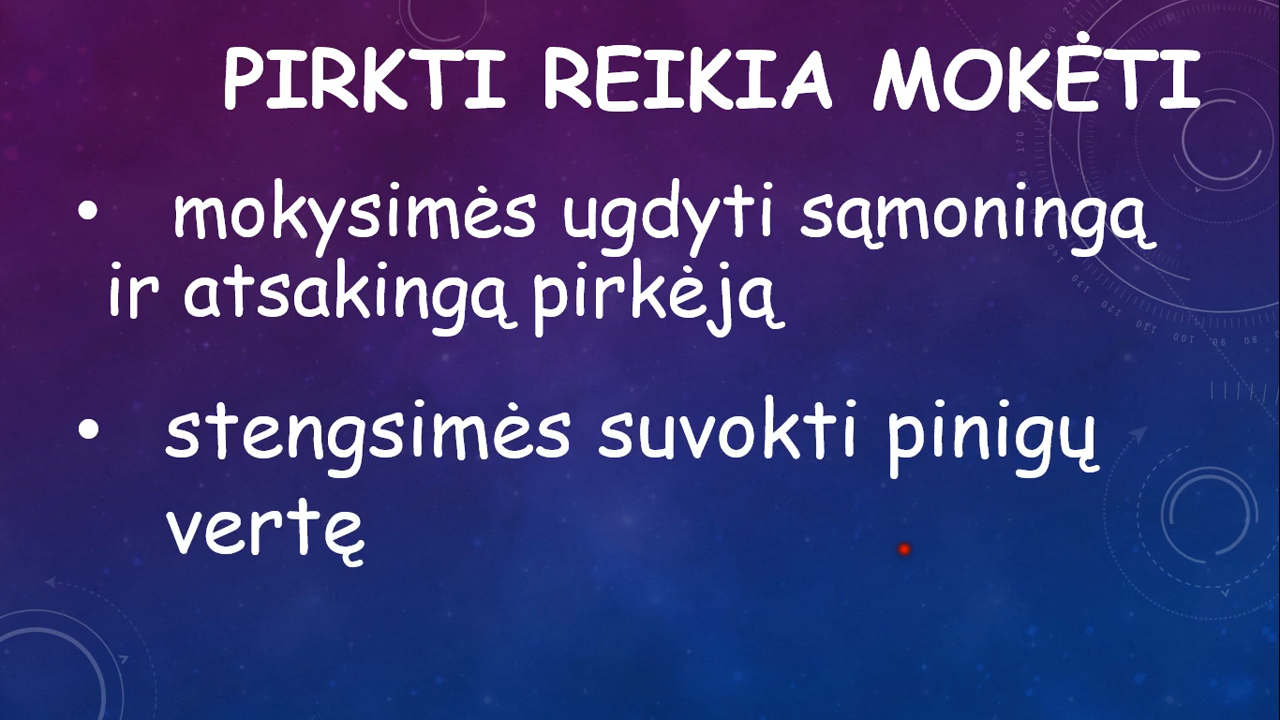 PIRKTI REIKIA MOKĖTI
• mokysimės ugdyti sąmoningą
ir atsakingą pirkėją
• stengsimės suvokti pinigų
vertę